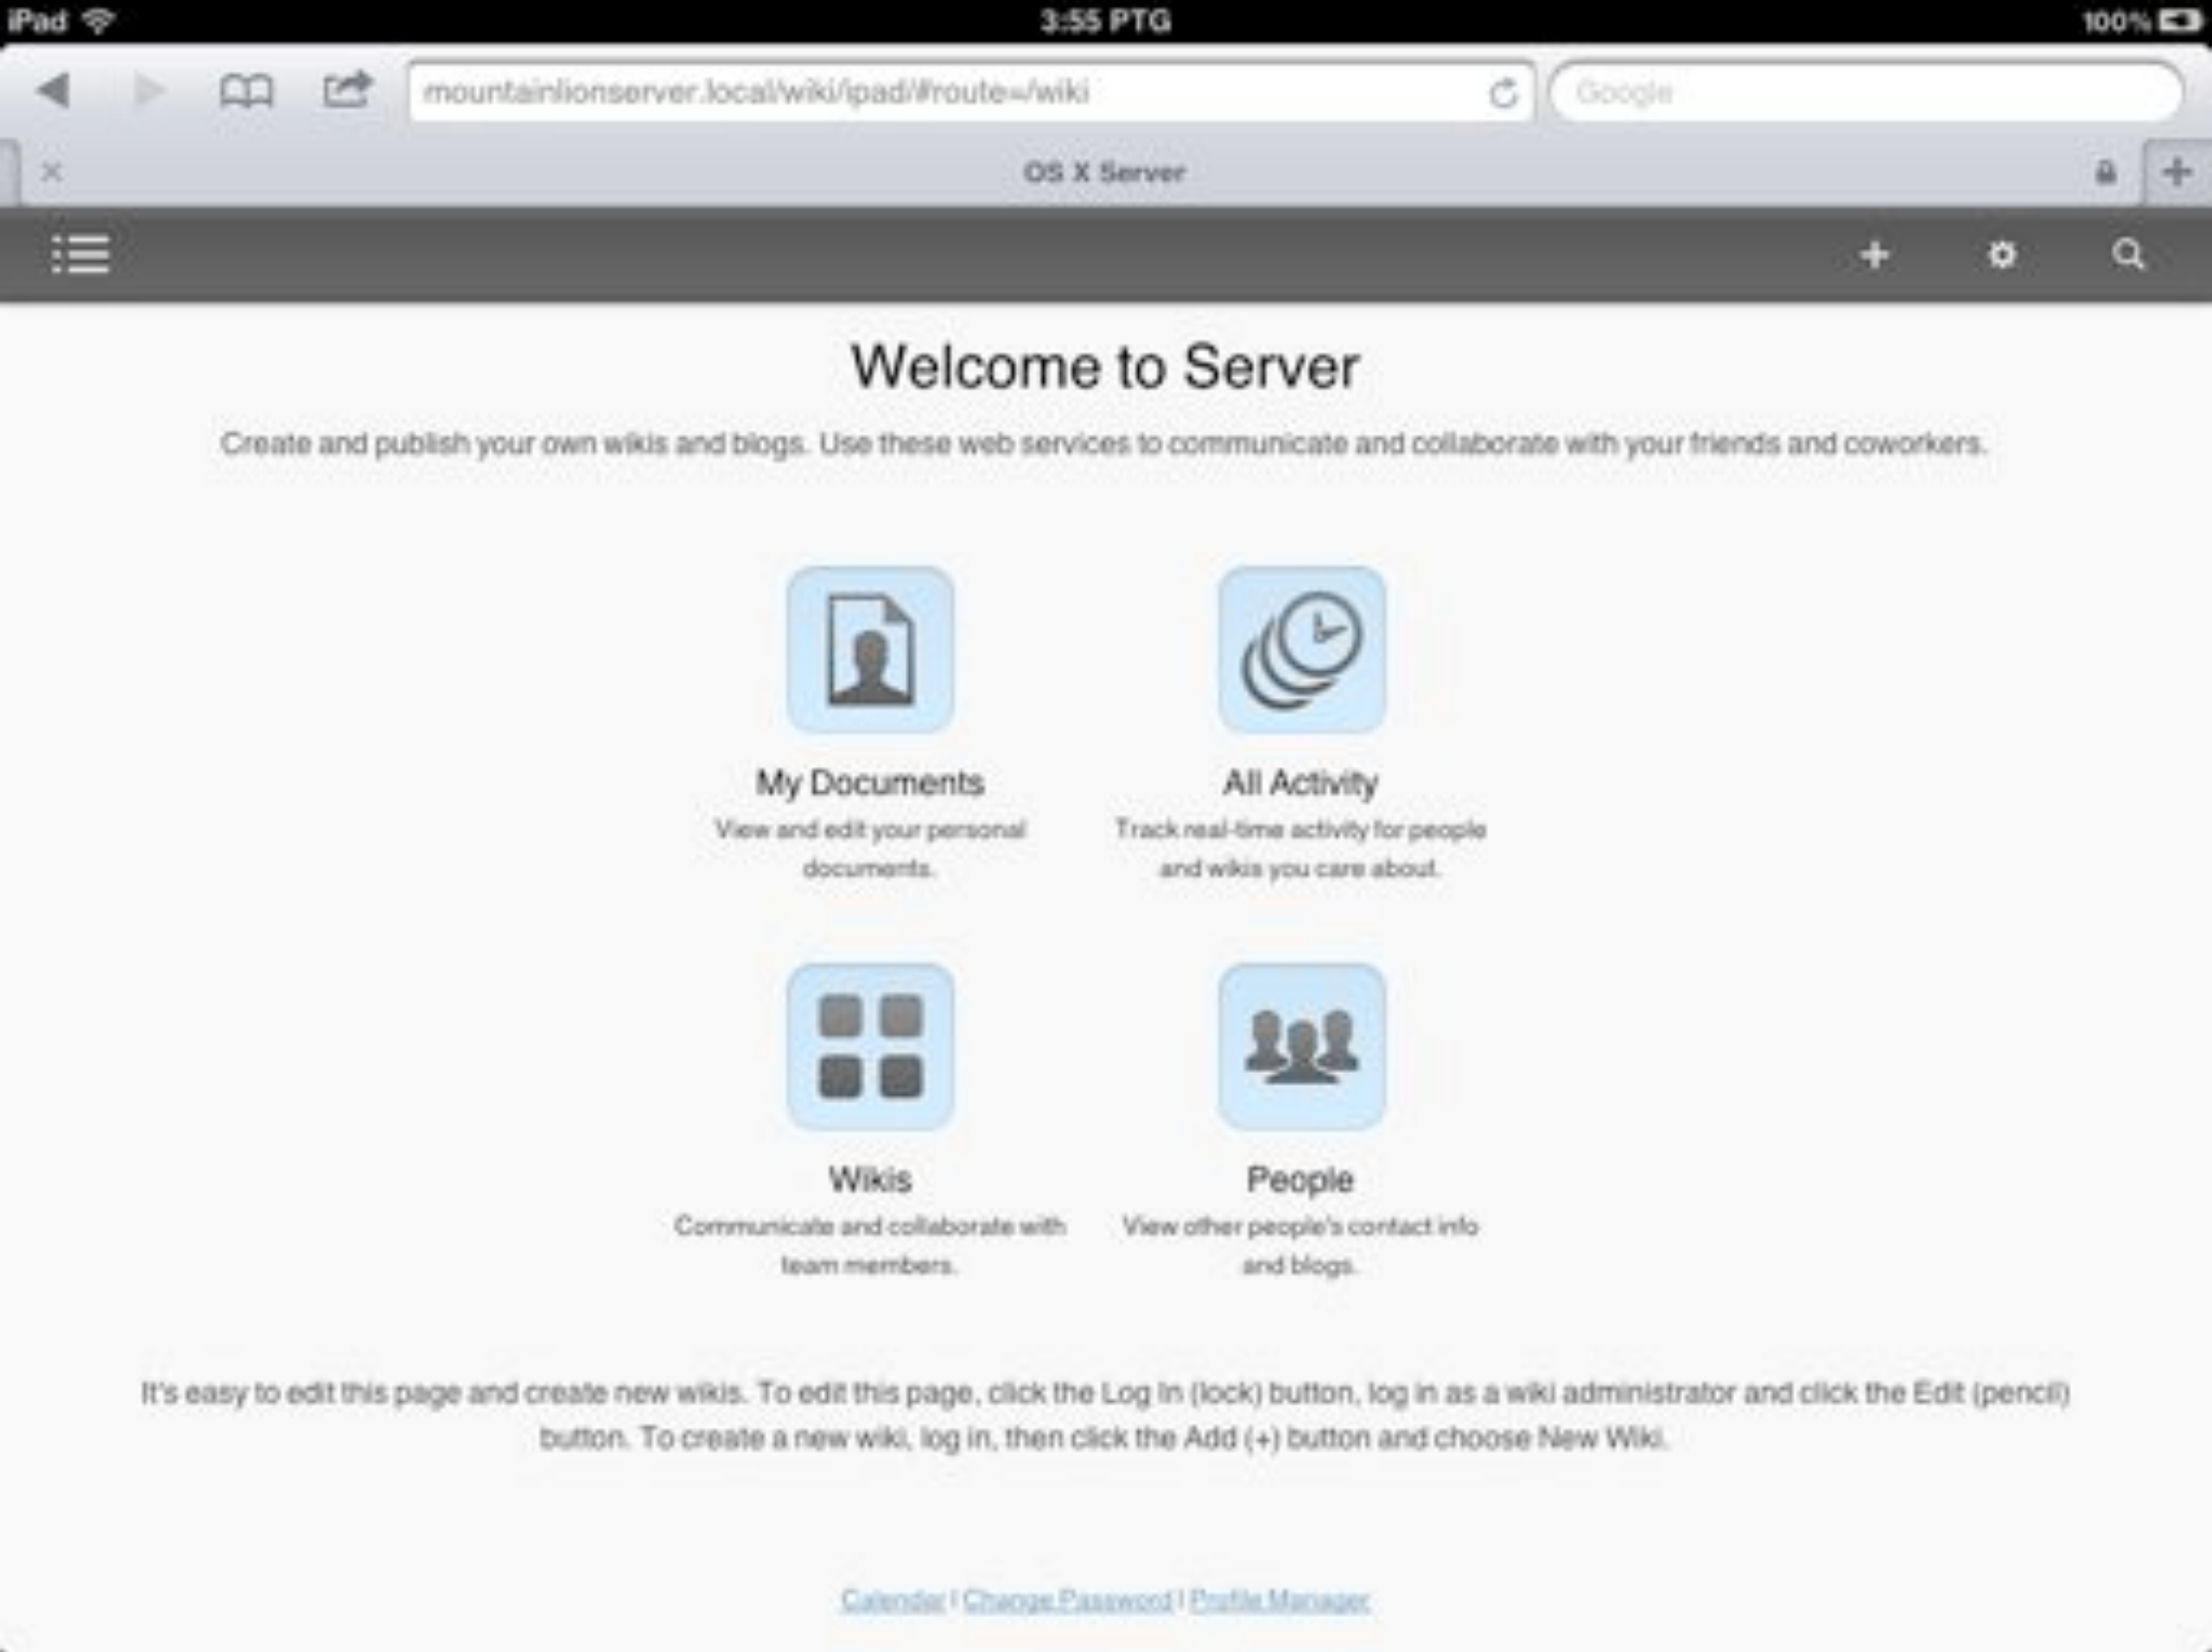 iPad 3:55 PTG 100%
mountainlionserver.local/wiki/ipad/#route=/wiki Google
OS X Server
Welcome to Server
Create and publish your own wikis and blogs. Use these web services to communicate and collaborate with your friends and coworkers.
My Documents
View and edit your personal
documents.
All Activity
Track real-time activity for people
and wikis you care about.
Wikis
Communicate and collaborate with
team members.
People
View other people's contact info
and blogs.
It's easy to edit this page and create new wikis. To edit this page, click the Log In (lock) button, log in as a wiki administrator and click the Edit (pencil)
button. To create a new wiki, log in, then click the Add (+) button and choose New Wiki.
Calendar | Change Password | Profile Manager